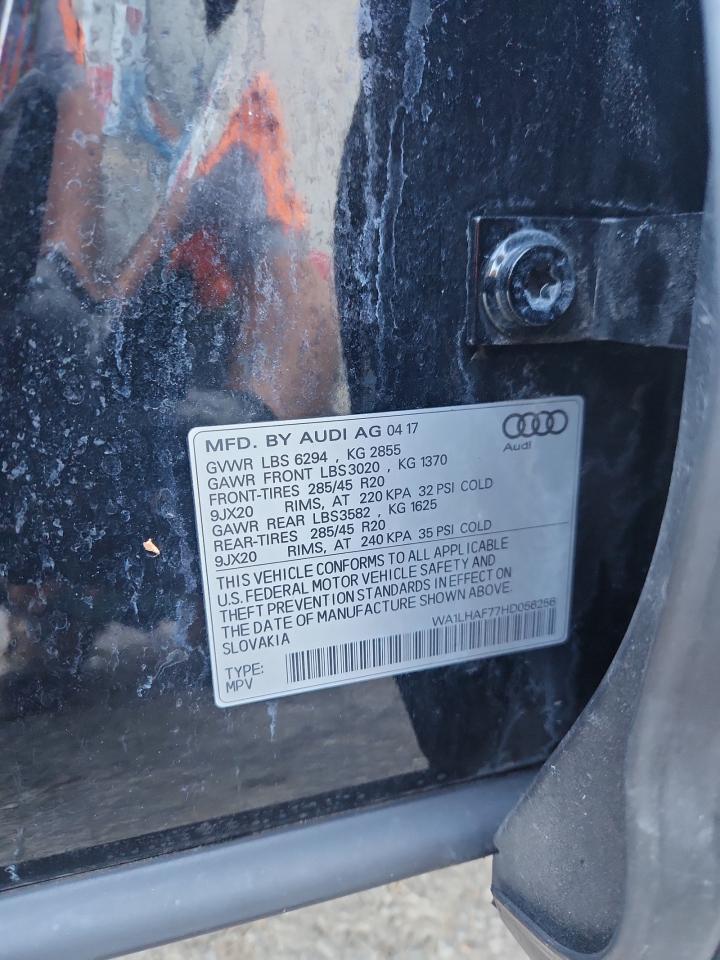 MFD. BY AUDI AG 04 17
Audi
GVWR LBS 6294 , KG 2855
GAWR FRONT LBS3020 , KG 1370
FRONT-TIRES 285/45 R20
9JX20 RIMS, AT 220 KPA 32 PSI COLD
GAWR REAR LBS3582 , KG 1625
REAR-TIRES 285/45 R20
9JX20 RIMS, AT 240 KPA 35 PSI COLD
THIS VEHICLE CONFORMS TO ALL APPLICABLE
U.S. FEDERAL MOTOR VEHICLE SAFETY AND
THEFT PREVENTION STANDARDS IN EFFECT ON
THE DATE OF MANUFACTURE SHOWN ABOVE.
SLOVAKIA
WA1LHAF77HD056256
TYPE:
MPV